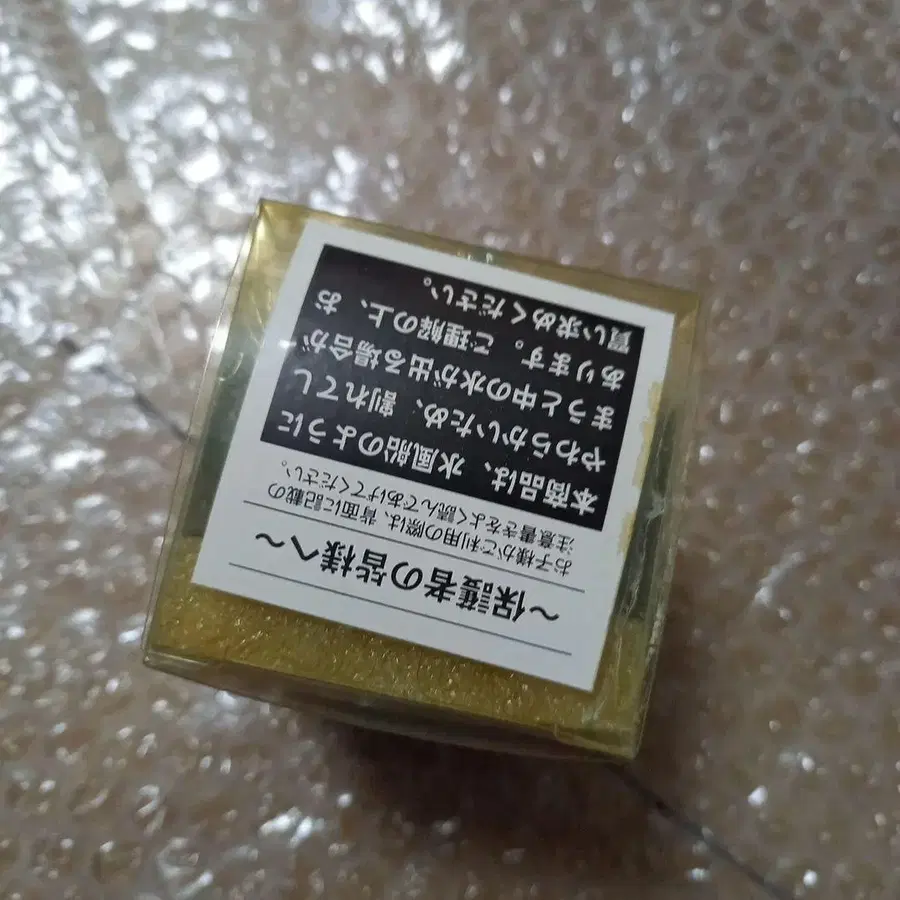 ～保護者の皆様へ～
お子様がご利用の際は、背面に記載の
注意書きをよく読んであげてください。
本商品は、水風船のように
やわらかいため、割れてし
まうと中の水が出る場合が
あります。ご理解の上、お
買い求めください。